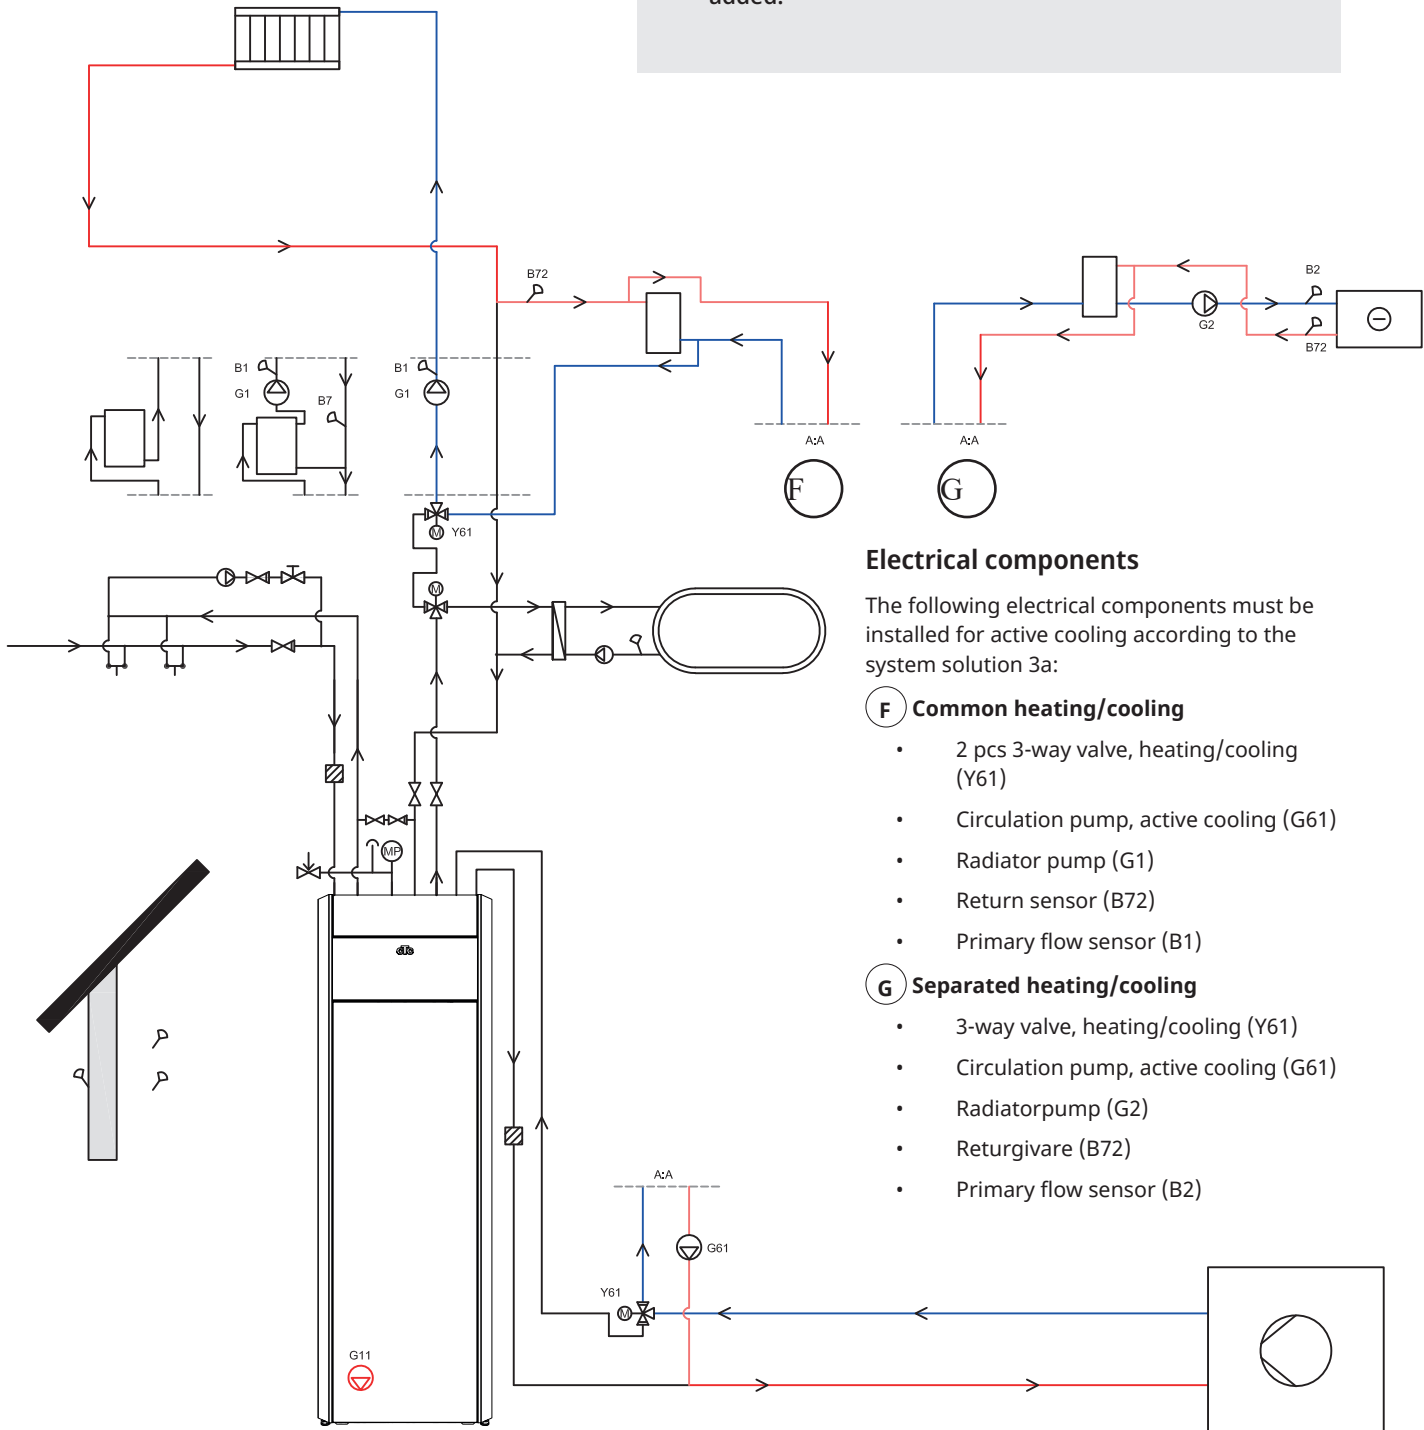 added.
B72
B2
G2
B72
B1
G1
B7
B1
G1
A:A
A:A
F
G
M
Y61
M
Electrical components
The following electrical components must be
installed for active cooling according to the
system solution 3a:
F Common heating/cooling
• 2 pcs 3-way valve, heating/cooling
(Y61)
• Circulation pump, active cooling (G61)
• Radiator pump (G1)
• Return sensor (B72)
• Primary flow sensor (B1)
G Separated heating/cooling
• 3-way valve, heating/cooling (Y61)
• Circulation pump, active cooling (G61)
• Radiatorpump (G2)
• Returgivare (B72)
• Primary flow sensor (B2)
MP
A:A
G61
Y61
M
G11